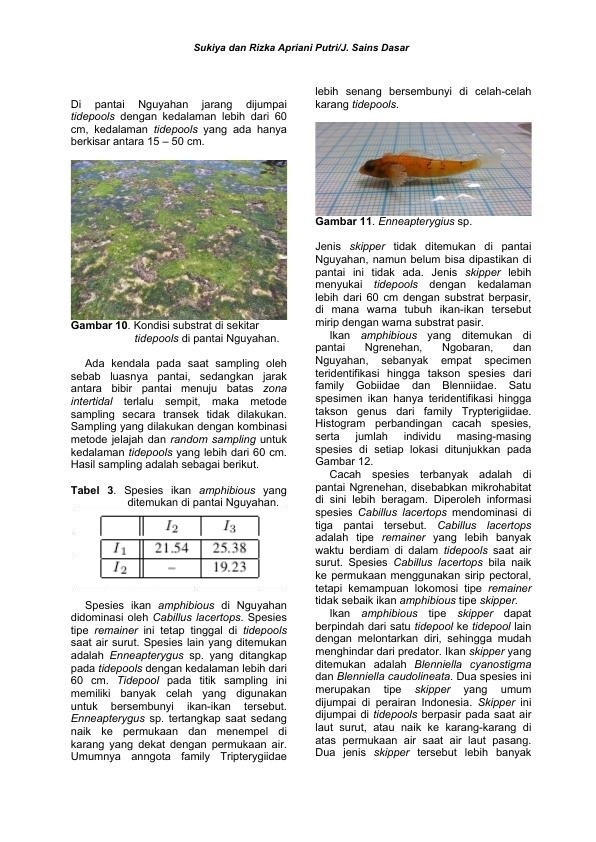 Sukiya dan Rizka Apriani Putri/J. Sains Dasar
Di pantai Nguyahan jarang dijumpai
tidepools dengan kedalaman lebih dari 60
cm, kedalaman tidepools yang ada hanya
berkisar antara 15 – 50 cm.
Gambar 10. Kondisi substrat di sekitar
tidepools di pantai Nguyahan.
Ada kendala pada saat sampling oleh
sebab luasnya pantai, sedangkan jarak
antara bibir pantai menuju batas zona
intertidal terlalu sempit, maka metode
sampling secara transek tidak dilakukan.
Sampling yang dilakukan dengan kombinasi
metode jelajah dan random sampling untuk
kedalaman tidepools yang lebih dari 60 cm.
Hasil sampling adalah sebagai berikut.
Tabel 3. Spesies ikan amphibious yang
ditemukan di pantai Nguyahan.
I2 I3
I1 21.54 25.38
I2 – 19.23
Spesies ikan amphibious di Nguyahan
didominasi oleh Cabillus lacertops. Spesies
tipe remainer ini tetap tinggal di tidepools
saat air surut. Spesies lain yang ditemukan
adalah Enneapterygius sp. yang ditangkap
pada tidepools dengan kedalaman lebih dari
60 cm. Tidepool pada titik sampling ini
memiliki banyak celah yang digunakan
untuk bersembunyi ikan-ikan tersebut.
Enneapterygus sp. tertangkap saat sedang
naik ke permukaan dan menempel di
karang yang dekat dengan permukaan air.
Umumnya anngota family Tripterygiidae
lebih senang bersembunyi di celah-celah
karang tidepools.
Gambar 11. Enneapterygius sp.
Jenis skipper tidak ditemukan di pantai
Nguyahan, namun belum bisa dipastikan di
pantai ini tidak ada. Jenis skipper lebih
menyukai tidepools dengan kedalaman
lebih dari 60 cm dengan substrat berpasir,
di mana warna tubuh ikan-ikan tersebut
mirip dengan warna substrat pasir.
Ikan amphibious yang ditemukan di
pantai Ngrenehan, Ngobaran, dan
Nguyahan, sebanyak empat specimen
teridentifikasi hingga takson spesies dari
family Gobiidae dan Blenniidae. Satu
spesimen ikan hanya teridentifikasi hingga
takson genus dari family Trypterigiidae.
Histogram perbandingan cacah spesies,
serta jumlah individu masing-masing
spesies di setiap lokasi ditunjukkan pada
Gambar 12.
Cacah spesies terbanyak adalah di
pantai Ngrenehan, disebabkan mikrohabitat
di sini lebih beragam. Diperoleh informasi
spesies Cabillus lacertops mendominasi di
tiga pantai tersebut. Cabillus lacertops
adalah tipe remainer yang lebih banyak
waktu berdiam di dalam tidepools saat air
surut. Spesies Cabillus lacertops bila naik
ke permukaan menggunakan sirip pectoral,
tetapi kemampuan lokomosi tipe remainer
tidak sebaik ikan amphibious tipe skipper.
Ikan amphibious tipe skipper dapat
berpindah dari satu tidepool ke tidepool lain
dengan melontarkan diri, sehingga mudah
menghindar dari predator. Ikan skipper yang
ditemukan adalah Blenniella cyanostigma
dan Blenniella caudolineata. Dua spesies ini
merupakan tipe skipper yang umum
dijumpai di perairan Indonesia. Skipper ini
dijumpai di tidepools berpasir pada saat air
laut surut, atau naik ke karang-karang di
atas permukaan air saat air laut pasang.
Dua jenis skipper tersebut lebih banyak